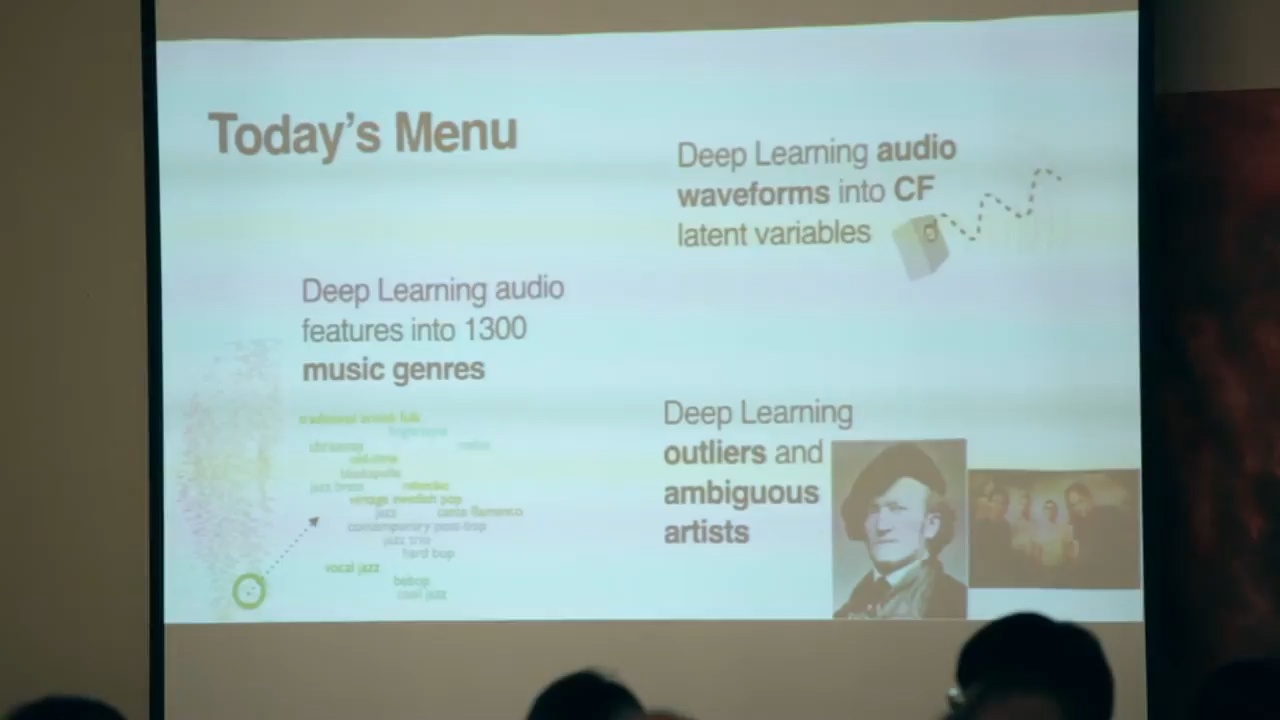 Today's Menu
Deep Learning audio
features into 1300
music genres
vintage swedish pop
jazz
contemporary post-bop
jazz trio
hard bop
vocal jazz
bebop
cool jazz
Deep Learning audio
waveforms into CF
latent variables
Deep Learning
outliers and
ambiguous
artists